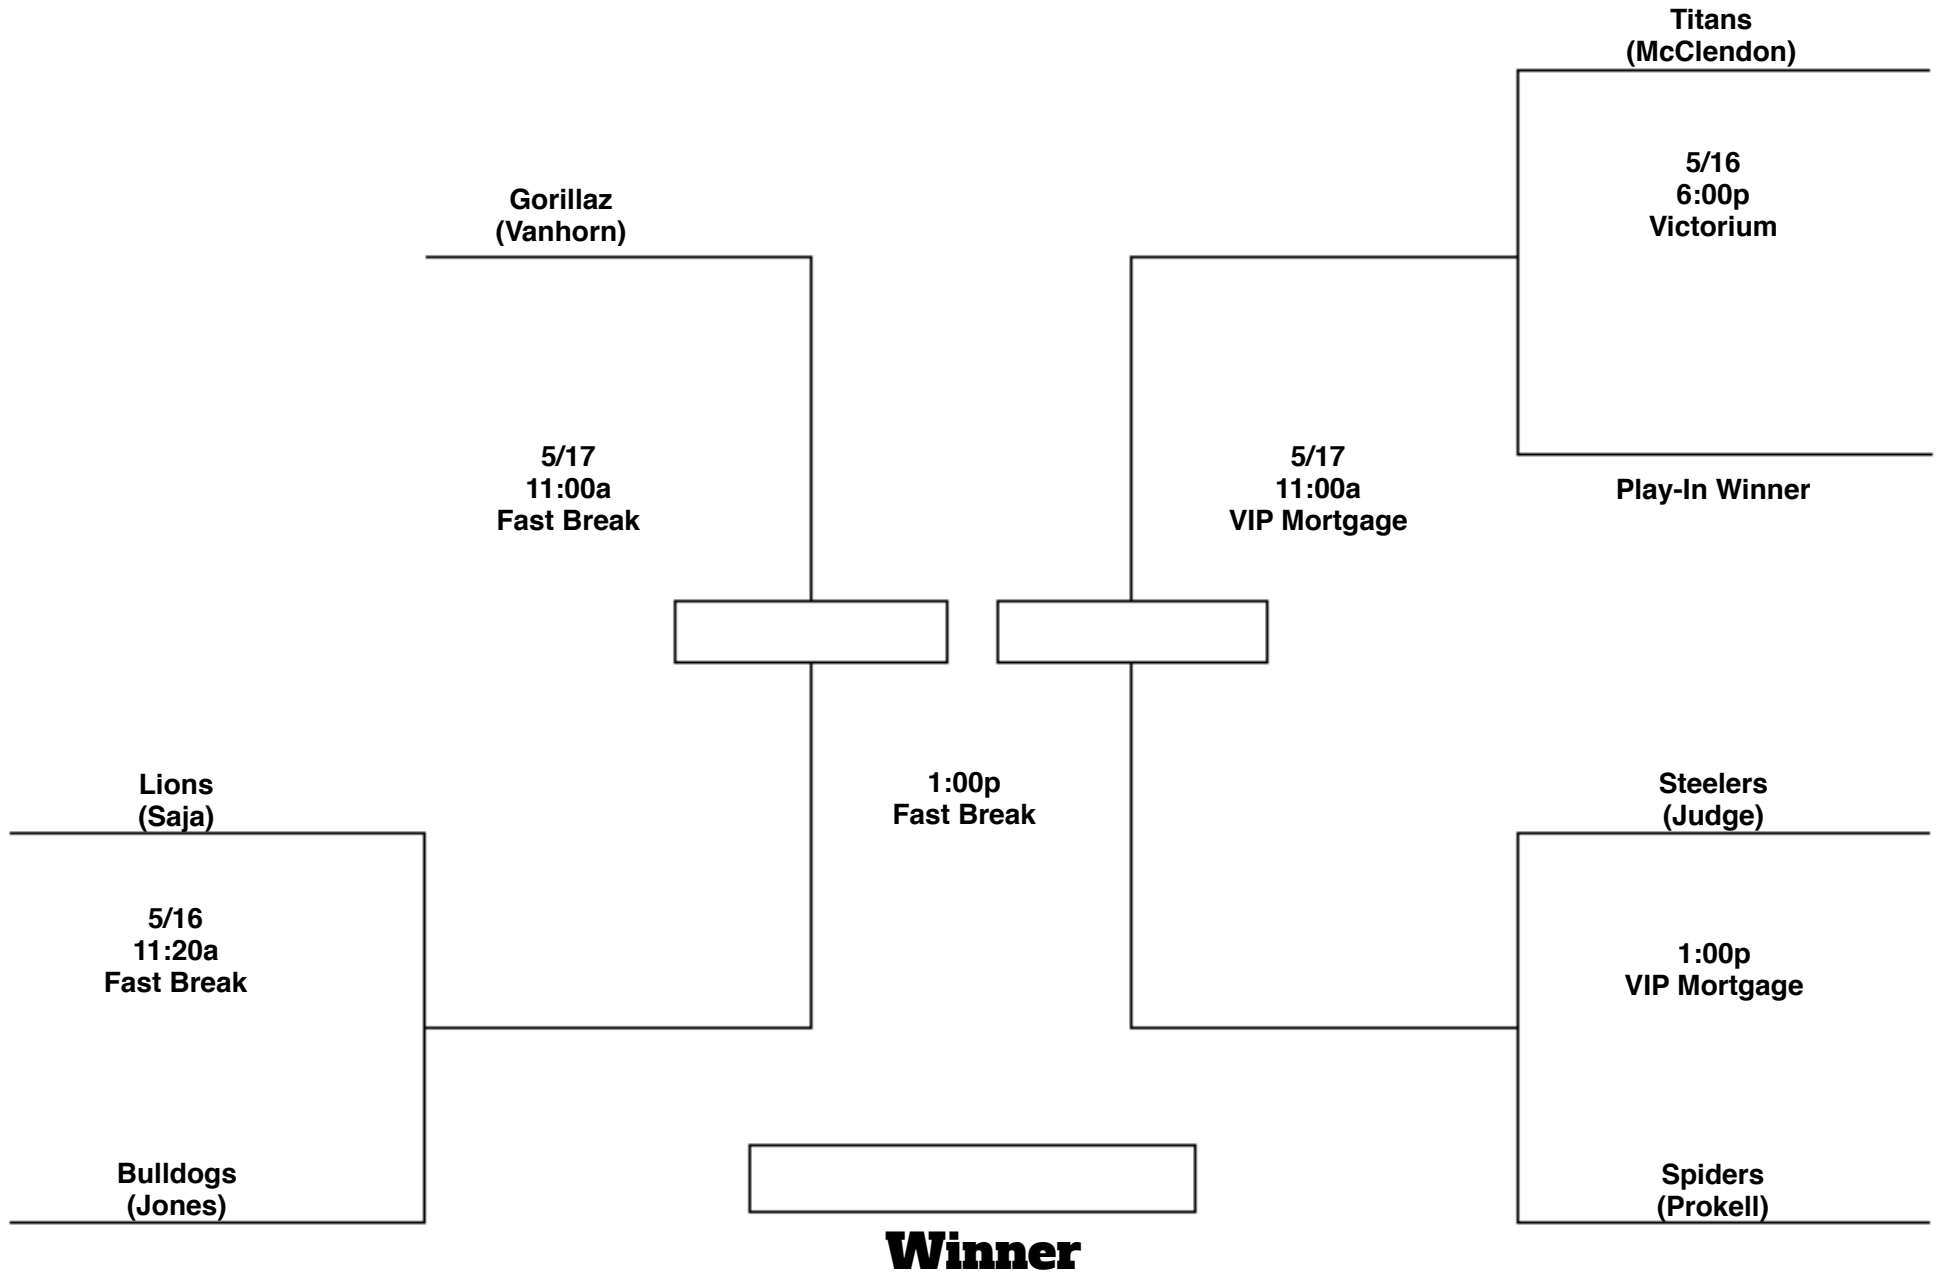 Titans
(McClendon)
5/16
6:00p
Victorium
Gorillaz
(Vanhorn)
5/17
11:00a
Fast Break
5/17
11:00a
VIP Mortgage
Play-In Winner
Lions
(Saja)
1:00p
Fast Break
Steelers
(Judge)
5/16
11:20a
Fast Break
1:00p
VIP Mortgage
Bulldogs
(Jones)
Spiders
(Prokell)
Winner